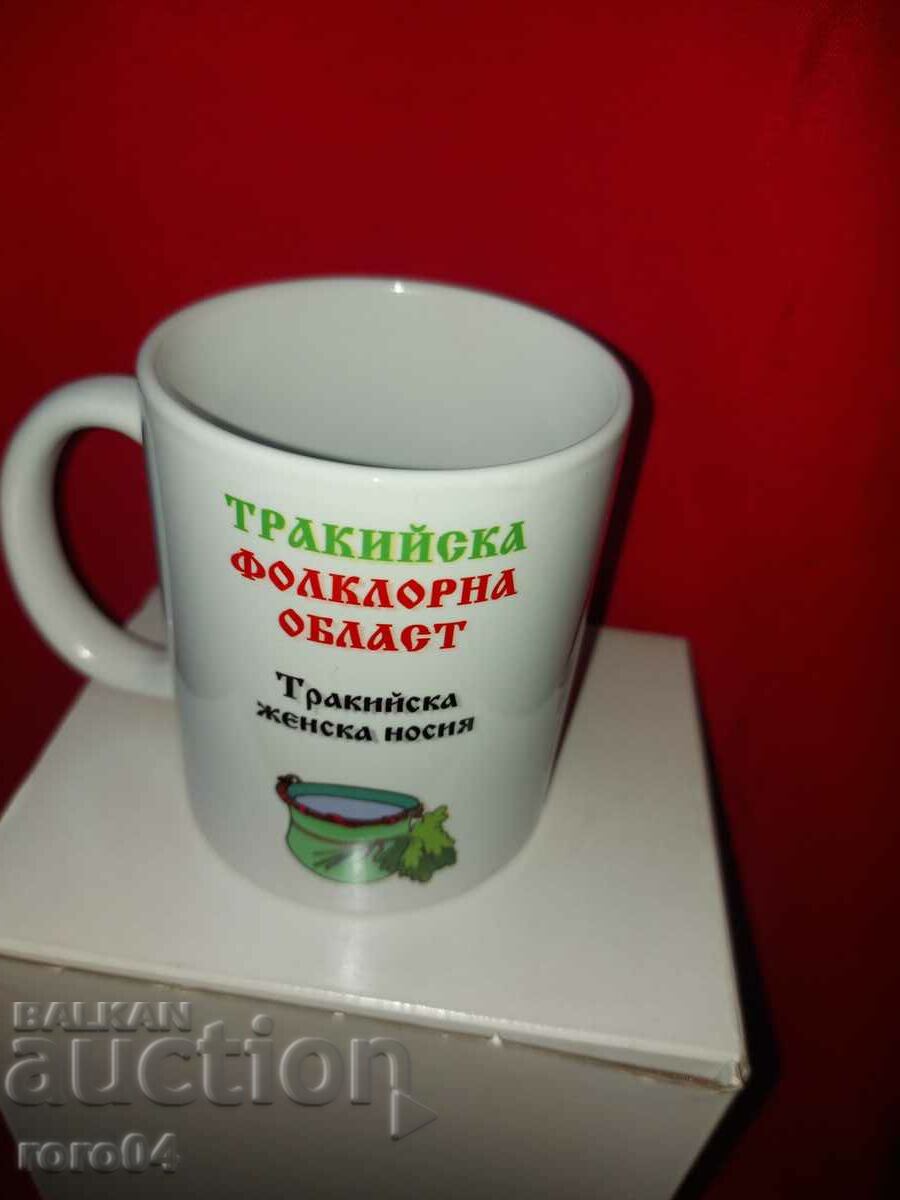 ТРАКИЙСКА
ФОЛКЛОРНА
ОБЛАСТ
Тракийска
женска носия
BALKAN
auction
roro04